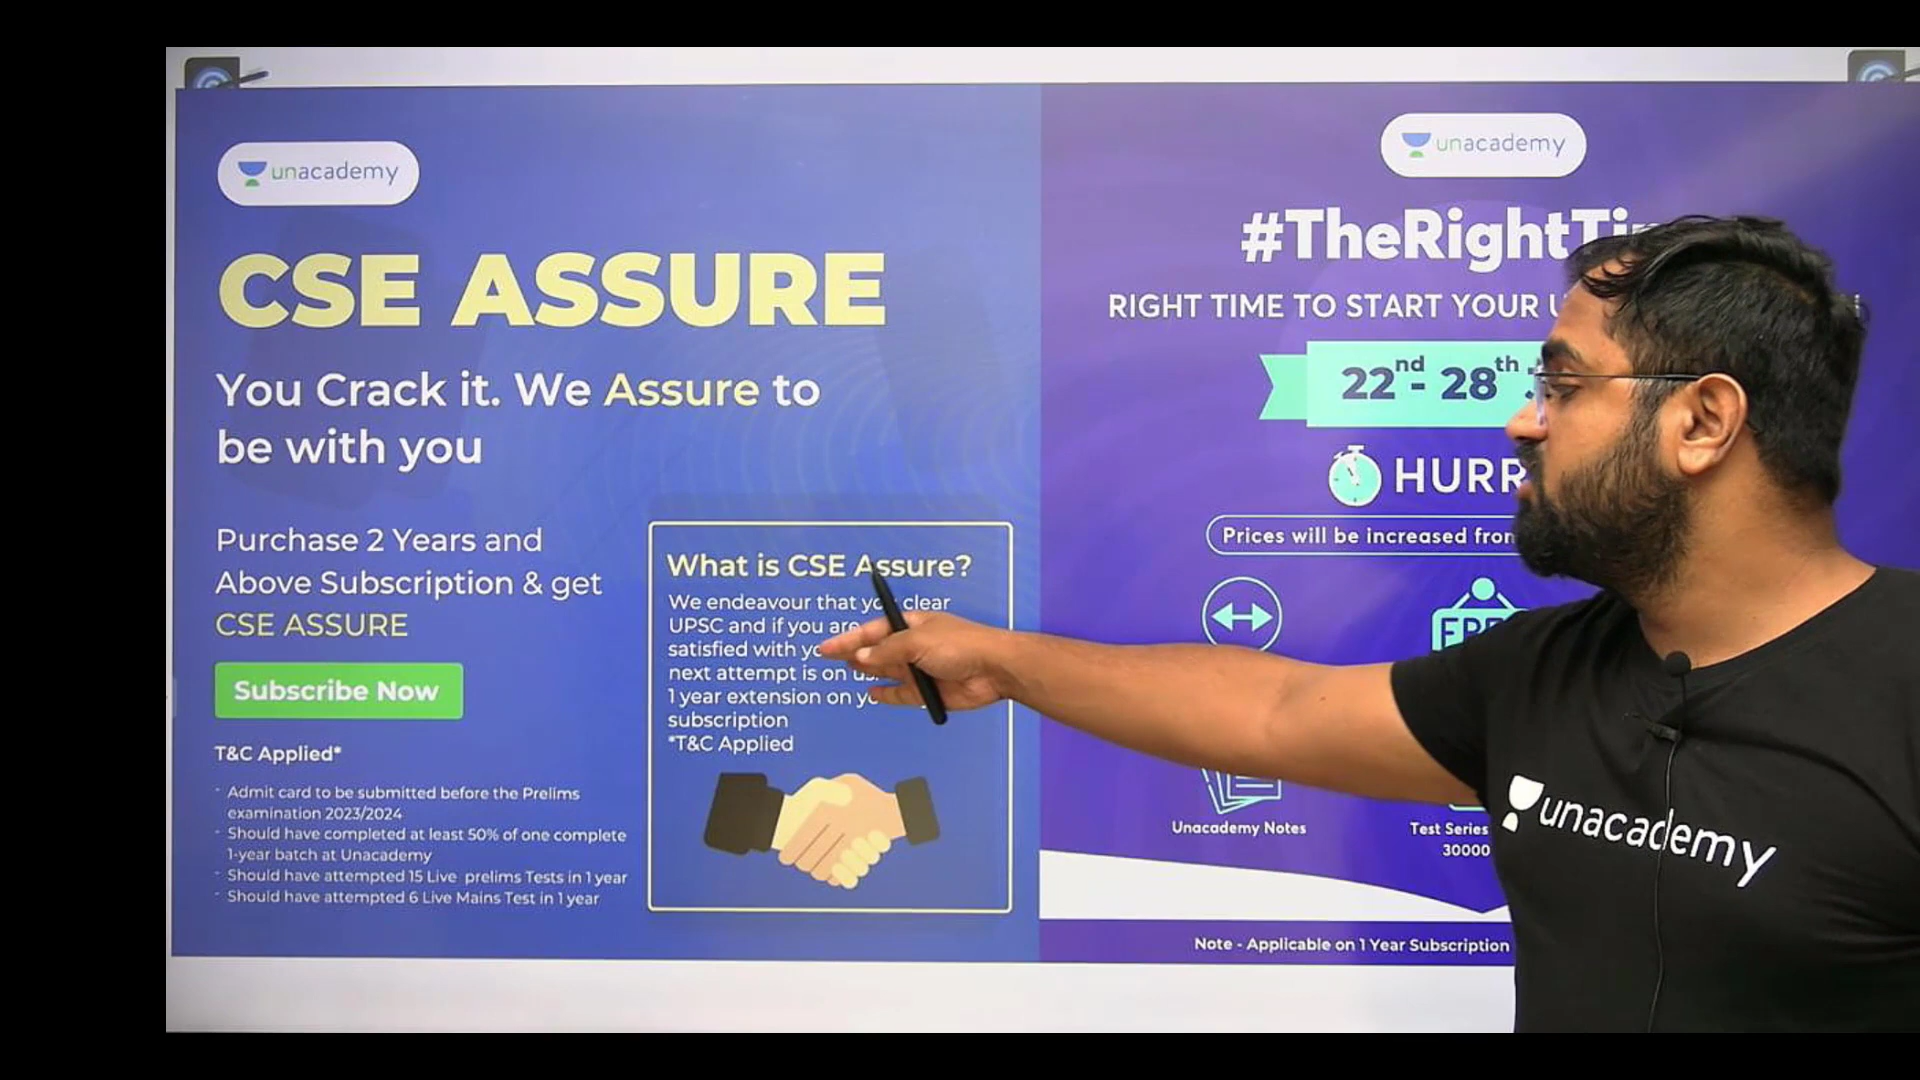 unacademy
CSE ASSURE
You Crack it. We Assure to
be with you
Purchase 2 Years and
Above Subscription & get
CSE ASSURE
Subscribe Now
T&C Applied*
- Admit card to be submitted before the Prelims
examination 2023/2024
- Should have completed at least 50% of one complete
1-year batch at Unacademy
- Should have attempted 15 Live prelims Tests in 1 year
- Should have attempted 6 Live Mains Test in 1 year
What is CSE Assure?
We endeavour that you clear
UPSC and if you are
satisfied with
next attempt is on us.
1 year extension on
subscription
*T&C Applied
unacademy
RIGHT TIME TO START YOUR
22nd - 28th
Prices will be increased from
Unacademy Notes
Test Series
30000
Note - Applicable on 1 Year Subscription
unacademy